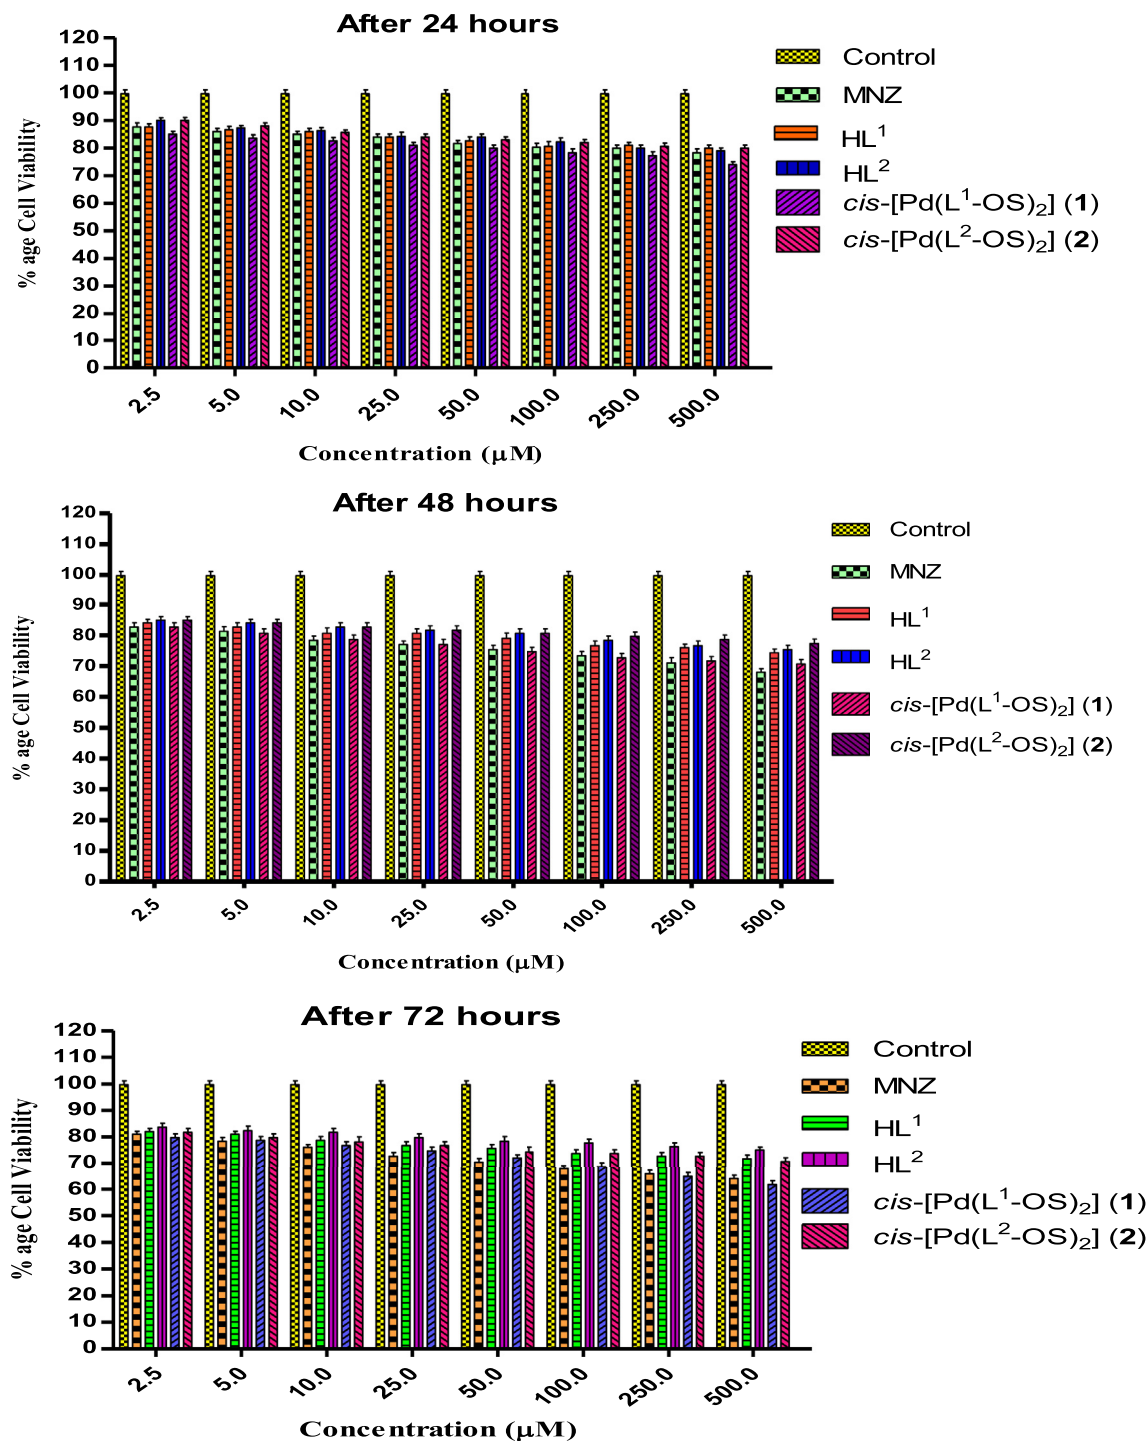 After 24 hours
120
110
100
90
80
70
60
50
40
30
20
10
0
% age Cell Viability
2.5 5.0 10.0 25.0 50.0 100.0 250.0 500.0
Concentration (μM)
Control
MNZ
HL¹
HL²
cis-[Pd(L¹-OS)₂] (1)
cis-[Pd(L²-OS)₂] (2)
After 48 hours
120
110
100
90
80
70
60
50
40
30
20
10
0
% age Cell Viability
2.5 5.0 10.0 25.0 50.0 100.0 250.0 500.0
Concentration (μM)
Control
MNZ
HL¹
HL²
cis-[Pd(L¹-OS)₂] (1)
cis-[Pd(L²-OS)₂] (2)
After 72 hours
120
110
100
90
80
70
60
50
40
30
20
10
0
% age Cell Viability
2.5 5.0 10.0 25.0 50.0 100.0 250.0 500.0
Concentration (μM)
Control
MNZ
HL¹
HL²
cis-[Pd(L¹-OS)₂] (1)
cis-[Pd(L²-OS)₂] (2)